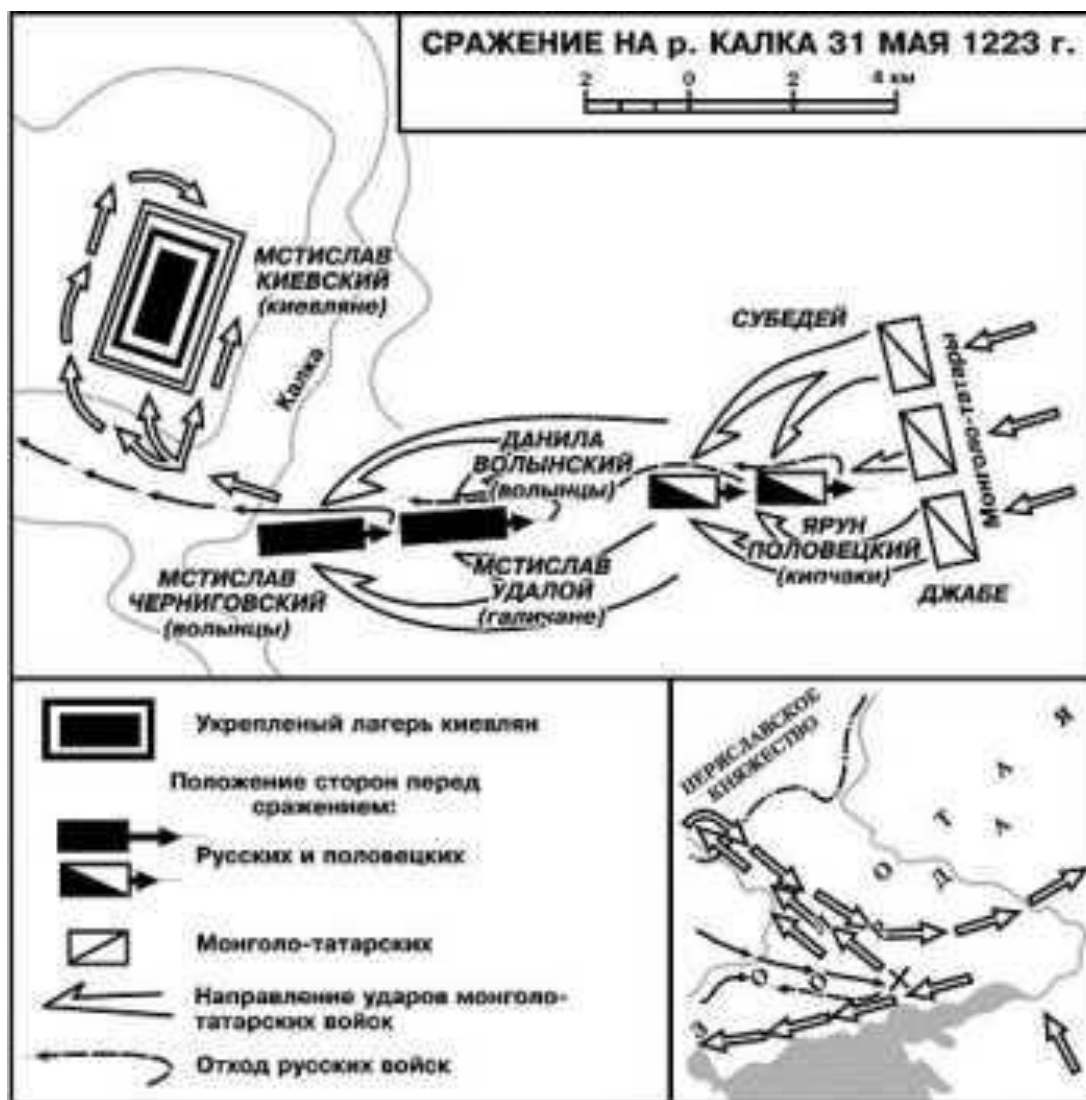 СРАЖЕНИЕ НА р. КАЛКА 31 МАЯ 1223 г.
2 0 2 4 км
МСТИСЛАВ
КИЕВСКИЙ
(киевляне)
Калка
СУБЕДЕЙ
Монголо-татары
ДАНИЛА
ВОЛЫНСКИЙ
(волынцы)
ЯРУН
ПОЛОВЕЦКИЙ
(кипчаки)
ДЖАБЕ
МСТИСЛАВ
ЧЕРНИГОВСКИЙ
(волынцы)
МСТИСЛАВ
УДАЛОЙ
(галичане)
Укрепленый лагерь киевлян
Положение сторон перед
сражением:
Русских и половецких
Монголо-татарских
Направление ударов монголо-
татарских войск
Отход русских войск
ПЕРЯСЛАВСКОЕ
КНЯЖЕСТВО
З О Л О Т А Я
О Д А